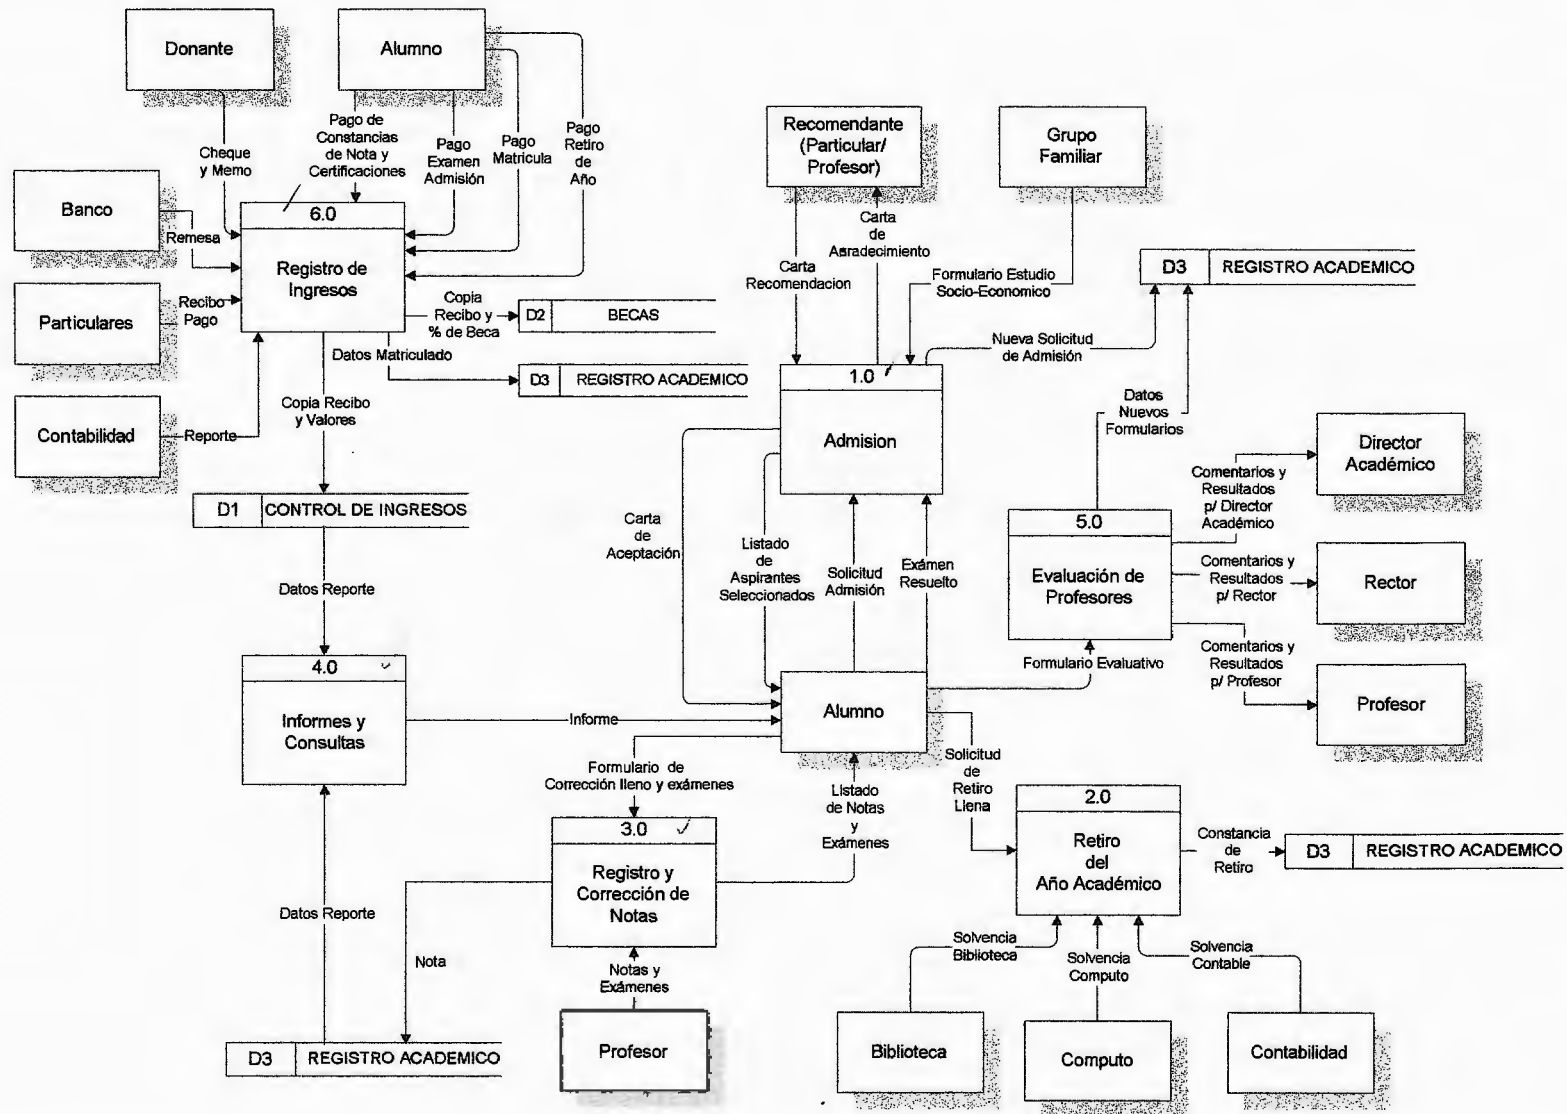 Donante
Alumno
Pago de
Constancias
de Nota y
Certificaciones
Pago
Examen
Admisión
Pago
Matricula
Pago
Retiro
de
Año
Cheque
y Memo
Banco
Remesa
Particulares
Recibo
Pago
Contabilidad
Reporte
6.0
Registro de
Ingresos
Copia
Recibo y
% de Beca
D2 BECAS
Datos Matriculado
D3 REGISTRO ACADEMICO
Copia Recibo
y Valores
D1 CONTROL DE INGRESOS
Datos Reporte
4.0
Informes y
Consultas
Informe
Datos Reporte
Nota
D3 REGISTRO ACADEMICO
Recomendante
(Particular/
Profesor)
Grupo
Familiar
Carta
Recomendacion
Carta
de
Agradecimiento
Formulario Estudio
Socio-Economico
D3 REGISTRO ACADEMICO
Nueva Solicitud
de Admisión
1.0
Admision
Datos
Nuevos
Formularios
Carta
de
Aceptación
Listado
de
Aspirantes
Seleccionados
Solicitud
Admisión
Exámen
Resuelto
5.0
Evaluación de
Profesores
Comentarios y
Resultados
p/ Director
Académico
Director
Académico
Comentarios y
Resultados
p/ Rector
Rector
Comentarios y
Resultados
p/ Profesor
Profesor
Formulario Evaluativo
Alumno
Formulario de
Corrección lleno y exámenes
3.0
Registro y
Corrección de
Notas
Listado
de Notas
y
Exámenes
Notas y
Exámenes
Profesor
Solicitud
de
Retiro
Llena
2.0
Retiro
del
Año Académico
Constancia
de
Retiro
D3 REGISTRO ACADEMICO
Solvencia
Biblioteca
Solvencia
Computo
Solvencia
Contable
Biblioteca
Computo
Contabilidad